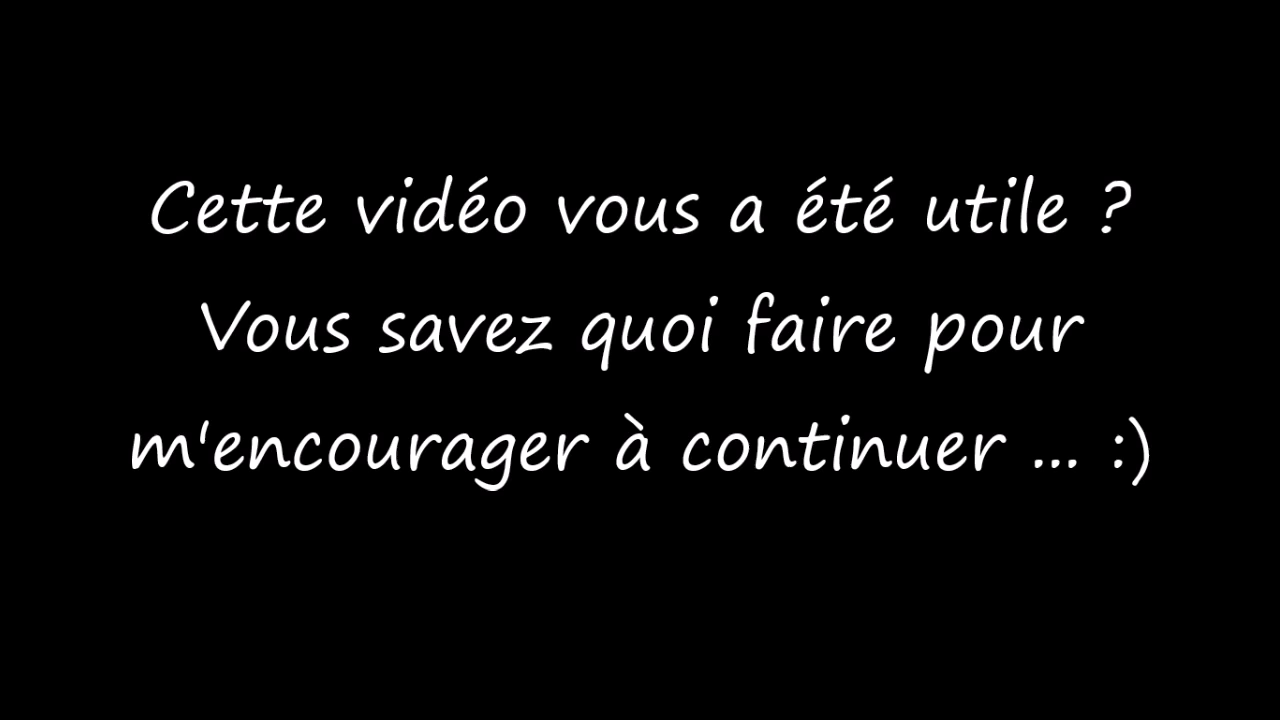 Cette vidéo vous a été utile ?
Vous savez quoi faire pour
m'encourager à continuer ... :)